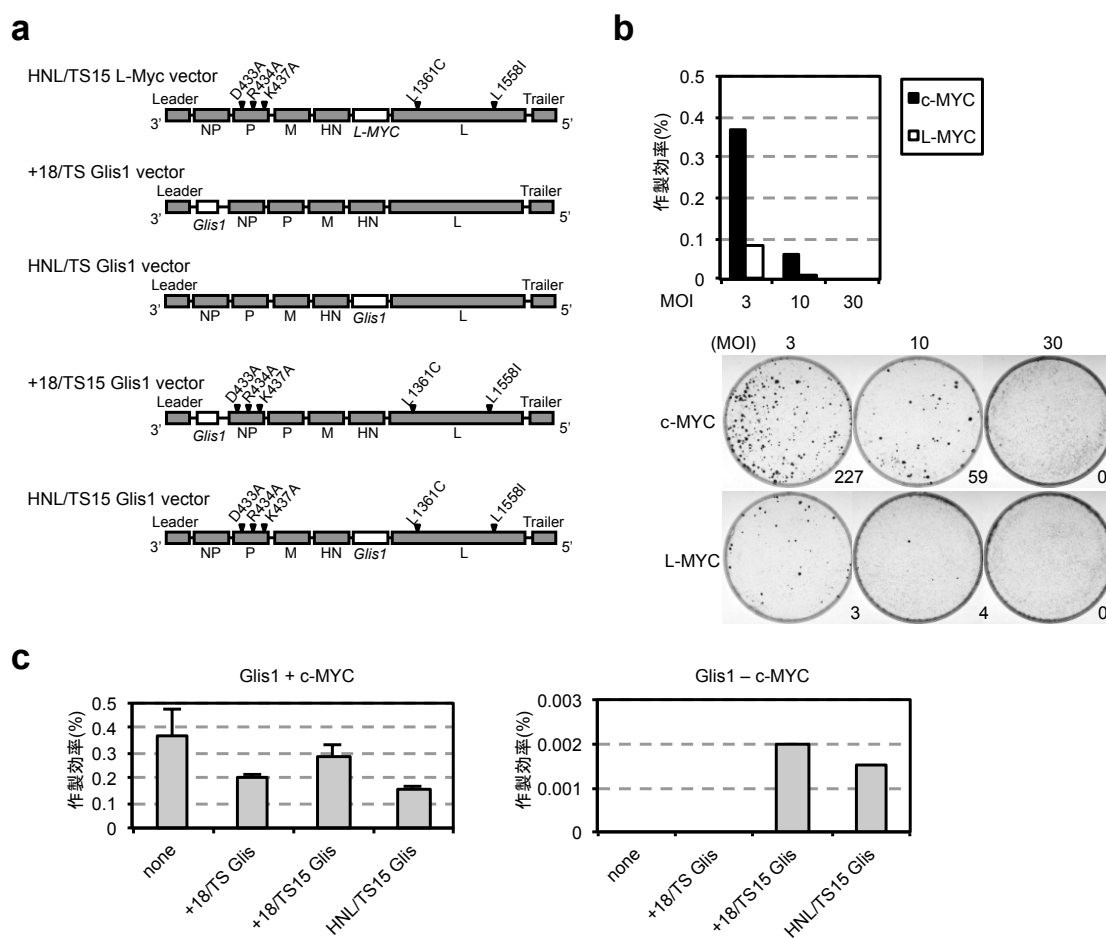 a
HNL/TS15 L-Myc vector
D433A
R434A
K437A
L1361C
L1558I
Leader
Trailer
3’
5’
NP
P
M
HN
L-MYC
L
+18/TS Glis1 vector
Leader
Trailer
3’
5’
Glis1
NP
P
M
HN
L
HNL/TS Glis1 vector
Leader
Trailer
3’
5’
NP
P
M
HN
Glis1
L
+18/TS15 Glis1 vector
D433A
R434A
K437A
L1361C
L1558I
Leader
Trailer
3’
5’
Glis1
NP
P
M
HN
L
HNL/TS15 Glis1 vector
D433A
R434A
K437A
L1361C
L1558I
Leader
Trailer
3’
5’
NP
P
M
HN
Glis1
L
b
0.5
0.4
0.3
0.2
0.1
0
作製効率(%)
c-MYC
L-MYC
MOI
3
10
30
(MOI)
3
10
30
c-MYC
227
59
0
L-MYC
3
4
0
c
Glis1 + c-MYC
0.5
0.4
0.3
0.2
0.1
0
作製効率(%)
none
+18/TS Glis
+18/TS15 Glis
HNL/TS15 Glis
Glis1 – c-MYC
0.003
0.002
0.001
0
作製効率(%)
none
+18/TS Glis
+18/TS15 Glis
HNL/TS15 Glis